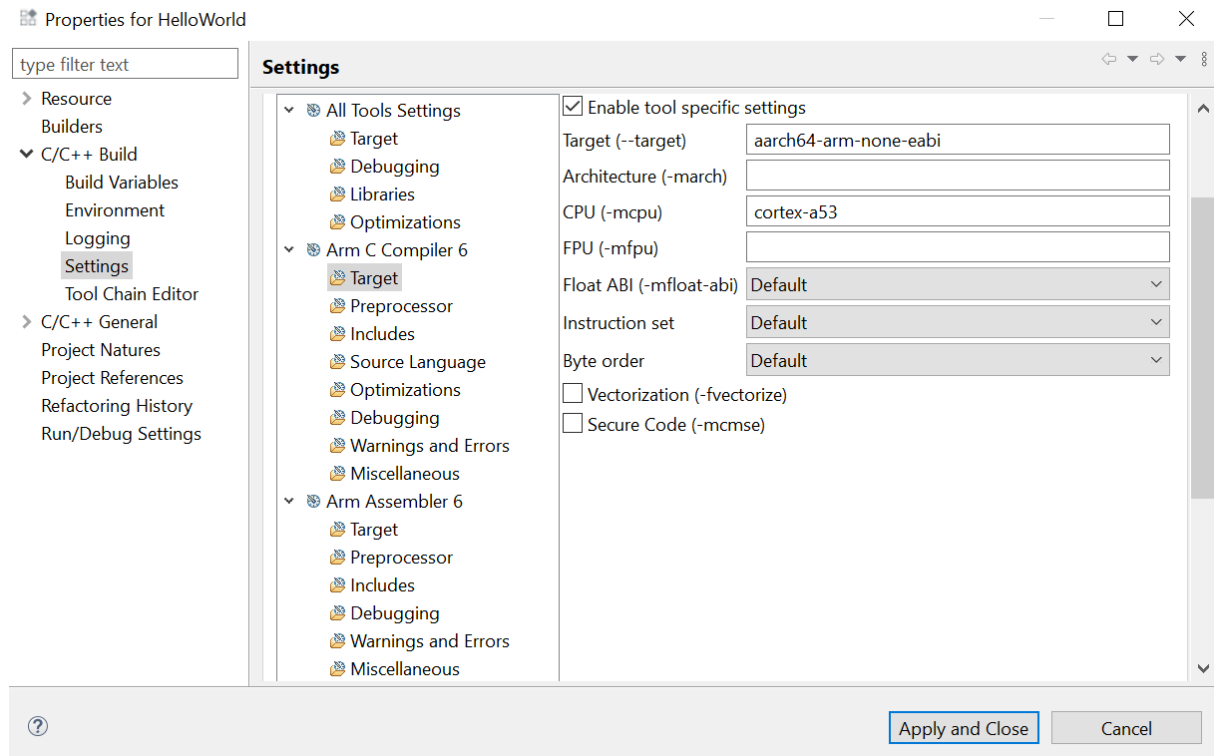 Properties for HelloWorld
type filter text
Resource
Builders
C/C++ Build
Build Variables
Environment
Logging
Settings
Tool Chain Editor
C/C++ General
Project Natures
Project References
Refactoring History
Run/Debug Settings
Settings
All Tools Settings
Target
Debugging
Libraries
Optimizations
Arm C Compiler 6
Target
Preprocessor
Includes
Source Language
Optimizations
Debugging
Warnings and Errors
Miscellaneous
Arm Assembler 6
Target
Preprocessor
Includes
Debugging
Warnings and Errors
Miscellaneous
Enable tool specific settings
Target (--target) aarch64-arm-none-eabi
Architecture (-march)
CPU (-mcpu) cortex-a53
FPU (-mfpu)
Float ABI (-mfloat-abi) Default
Instruction set Default
Byte order Default
Vectorization (-fvectorize)
Secure Code (-mcmse)
? Apply and Close Cancel